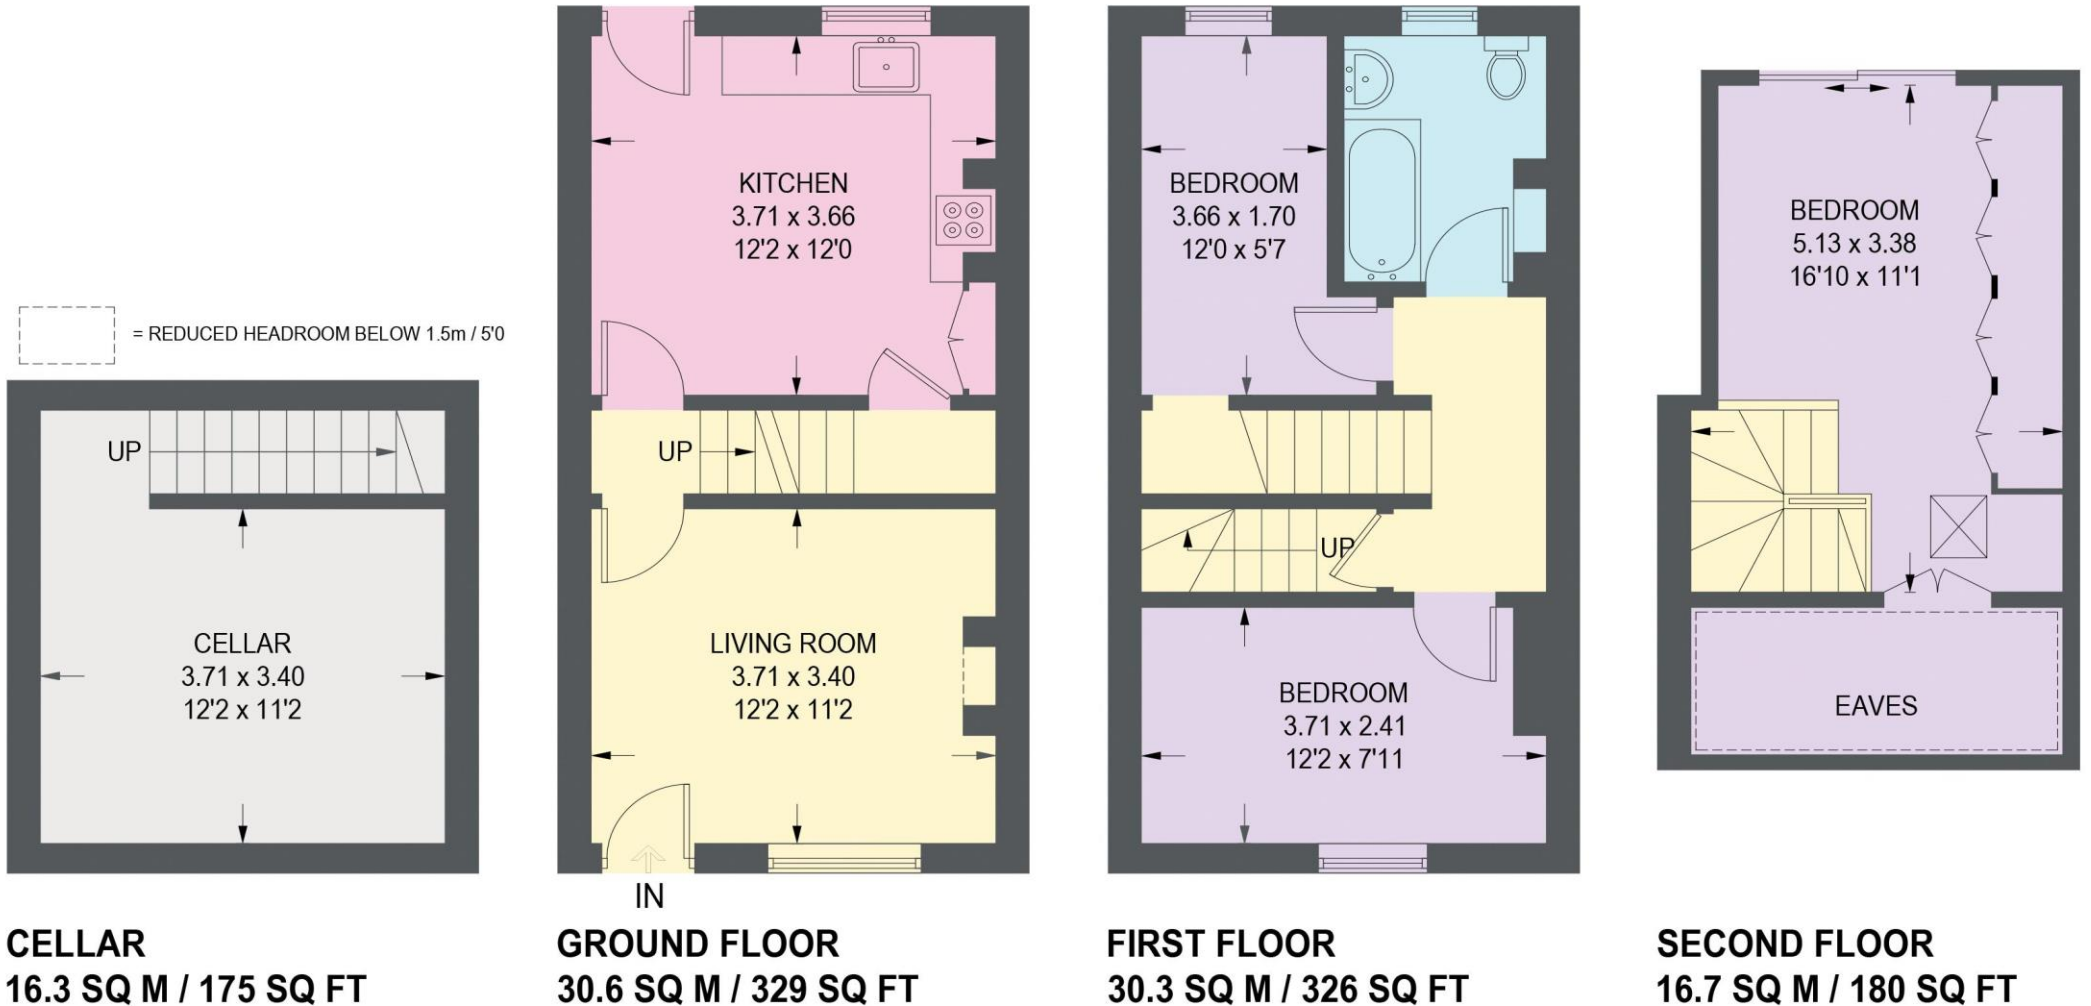 = REDUCED HEADROOM BELOW 1.5m / 5'0
UP
CELLAR
3.71 x 3.40
12'2 x 11'2
CELLAR
16.3 SQ M / 175 SQ FT
KITCHEN
3.71 x 3.66
12'2 x 12'0
UP
LIVING ROOM
3.71 x 3.40
12'2 x 11'2
IN
GROUND FLOOR
30.6 SQ M / 329 SQ FT
BEDROOM
3.66 x 1.70
12'0 x 5'7
UP
BEDROOM
3.71 x 2.41
12'2 x 7'11
FIRST FLOOR
30.3 SQ M / 326 SQ FT
BEDROOM
5.13 x 3.38
16'10 x 11'1
EAVES
SECOND FLOOR
16.7 SQ M / 180 SQ FT